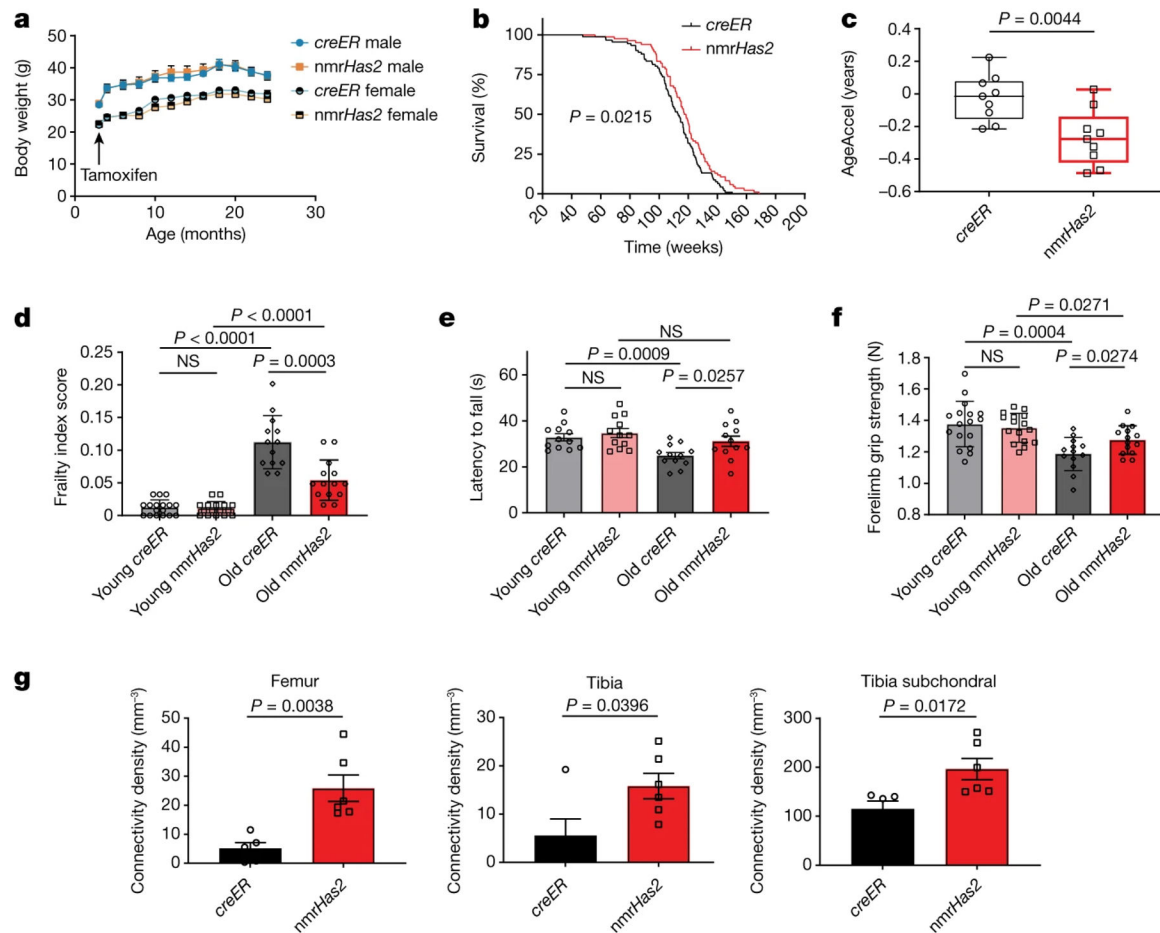 a
Body weight (g)
50
40
30
20
10
0
0
10
20
30
Age (months)
Tamoxifen
creER male
nmrHas2 male
creER female
nmrHas2 female
b
Survival (%)
100
75
50
25
0
20
40
60
80
100
120
140
160
180
200
Time (weeks)
P = 0.0215
creER
nmrHas2
c
P = 0.0044
AgeAccel (years)
0.4
0.2
0
−0.2
−0.4
−0.6
creER
nmrHas2
d
P < 0.0001
P < 0.0001
NS
P = 0.0003
Frailty index score
0.25
0.20
0.15
0.10
0.05
0
Young creER
Young nmrHas2
Old creER
Old nmrHas2
e
NS
P = 0.0009
NS
P = 0.0257
Latency to fall (s)
60
40
20
0
Young creER
Young nmrHas2
Old creER
Old nmrHas2
f
P = 0.0271
P = 0.0004
NS
P = 0.0274
Forelimb grip strength (N)
1.8
1.6
1.4
1.2
1.0
0.8
Young creER
Young nmrHas2
Old creER
Old nmrHas2
g
Femur
P = 0.0038
Connectivity density (mm⁻³)
50
40
30
20
10
0
creER
nmrHas2
Tibia
P = 0.0396
Connectivity density (mm⁻³)
30
20
10
0
creER
nmrHas2
Tibia subchondral
P = 0.0172
Connectivity density (mm⁻³)
300
200
100
0
creER
nmrHas2